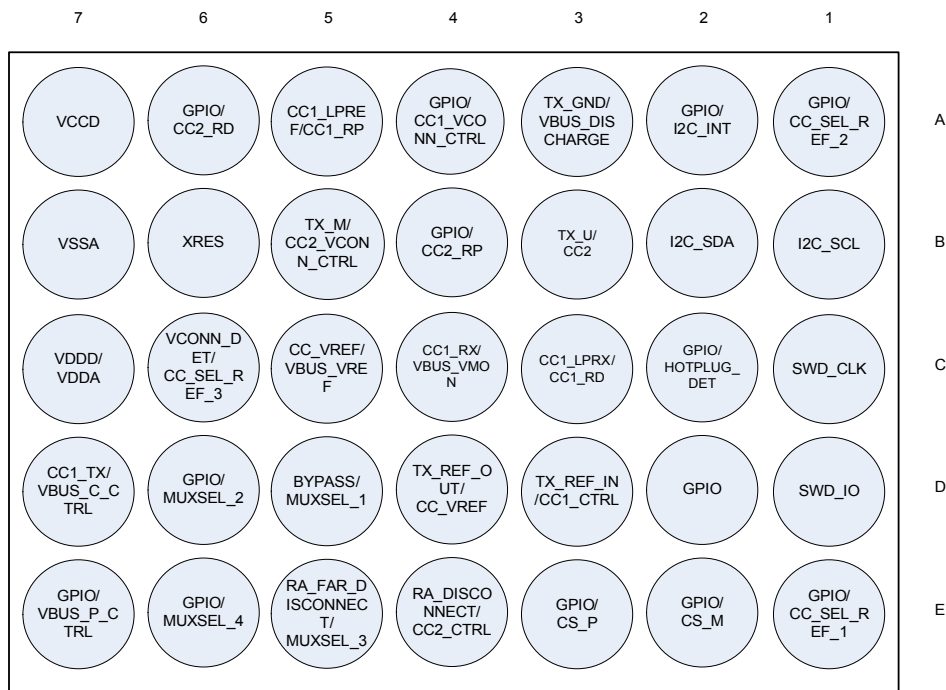 7 6 5 4 3 2 1
VCCD
GPIO/
CC2_RD
CC1_LPRE
F/CC1_RP
GPIO/
CC1_VCO
NN_CTRL
TX_GND/
VBUS_DIS
CHARGE
GPIO/
I2C_INT
GPIO/
CC_SEL_R
EF_2
A
VSSA
XRES
TX_M/
CC2_VCON
N_CTRL
GPIO/
CC2_RP
TX_U/
CC2
I2C_SDA
I2C_SCL
B
VDDD/
VDDA
VCONN_D
ET/
CC_SEL_R
EF_3
CC_VREF/
VBUS_VRE
F
CC1_RX/
VBUS_VMO
N
CC1_LPRX/
CC1_RD
GPIO/
HOTPLUG_
DET
SWD_CLK
C
CC1_TX/
VBUS_C_C
TRL
GPIO/
MUXSEL_2
BYPASS/
MUXSEL_1
TX_REF_O
UT/
CC_VREF
TX_REF_IN
/CC1_CTRL
GPIO
SWD_IO
D
GPIO/
VBUS_P_C
TRL
GPIO/
MUXSEL_4
RA_FAR_D
ISCONNEC
T/
MUXSEL_3
RA_DISCO
NNECT/
CC2_CTRL
GPIO/
CS_P
GPIO/
CS_M
GPIO/
CC_SEL_R
EF_1
E